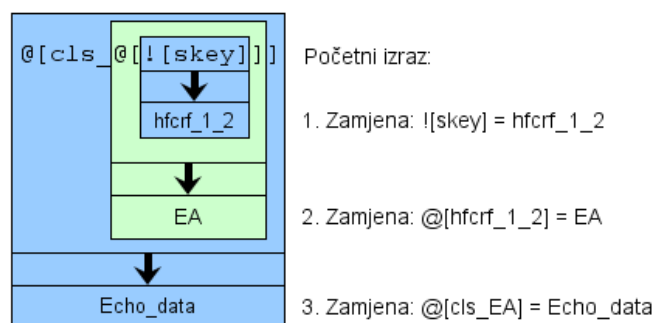 @[cls_@[![skey]]] Početni izraz:
hfcrf_1_2 1. Zamjena: ![skey] = hfcrf_1_2
EA 2. Zamjena: @[hfcrf_1_2] = EA
Echo_data 3. Zamjena: @[cls_EA] = Echo_data